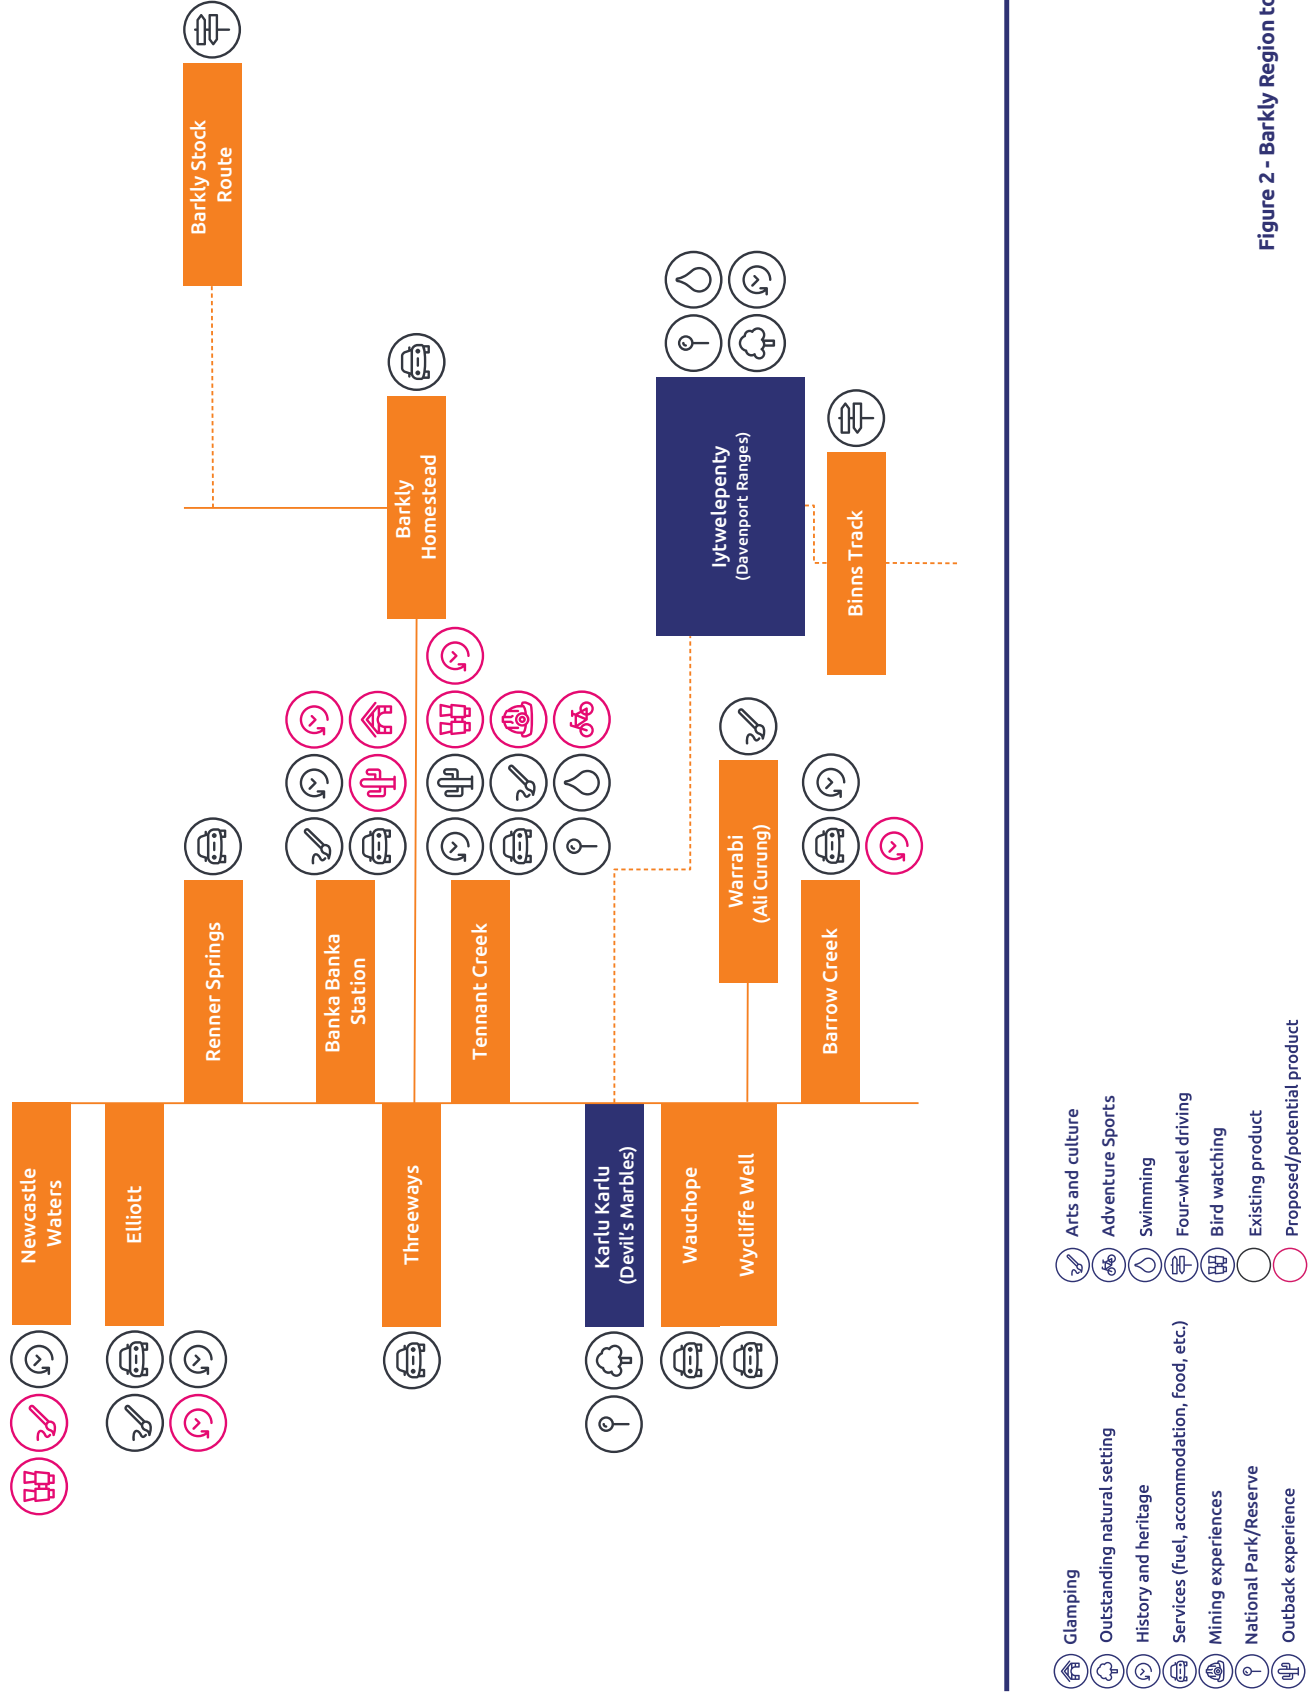 Newcastle
Waters
Elliott
Renner Springs
Banka Banka
Station
Threeways
Tennant Creek
Karlu Karlu
(Devil's Marbles)
Wauchope
Wycliffe Well
Warrabi
(Ali Curung)
Barrow Creek
Barkly Stock
Route
Barkly
Homestead
Iytwelepenty
(Davenport Ranges)
Binns Track
Glamping
Outstanding natural setting
History and heritage
Services (fuel, accommodation, food, etc.)
Mining experiences
National Park/Reserve
Outback experience
Arts and culture
Adventure Sports
Swimming
Four-wheel driving
Bird watching
Existing product
Proposed/potential product
Figure 2 - Barkly Region to